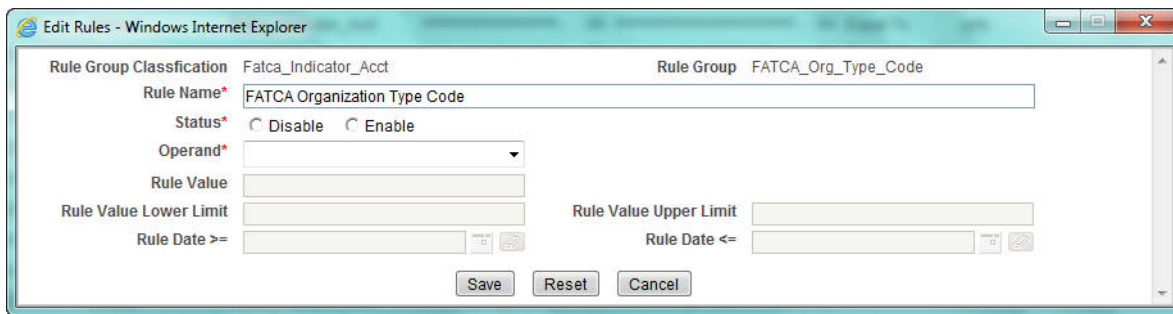 Edit Rules - Windows Internet Explorer
Rule Group Classfication Fatca_Indicator_Acct Rule Group FATCA_Org_Type_Code
Rule Name* FATCA Organization Type Code
Status* Disable Enable
Operand*
Rule Value
Rule Value Lower Limit Rule Value Upper Limit
Rule Date >= Rule Date <=
Save Reset Cancel